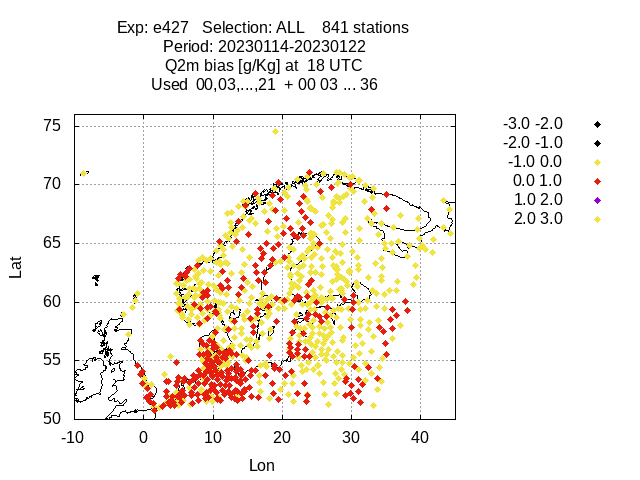 Exp: e427 Selection: ALL 841 stations
Period: 20230114-20230122
Q2m bias [g/Kg] at 18 UTC
Used 00,03,...,21 + 00 03 ... 36
-3.0 -2.0
-2.0 -1.0
-1.0 0.0
0.0 1.0
1.0 2.0
2.0 3.0
75
70
65
60
55
50
Lat
-10 0 10 20 30 40
Lon